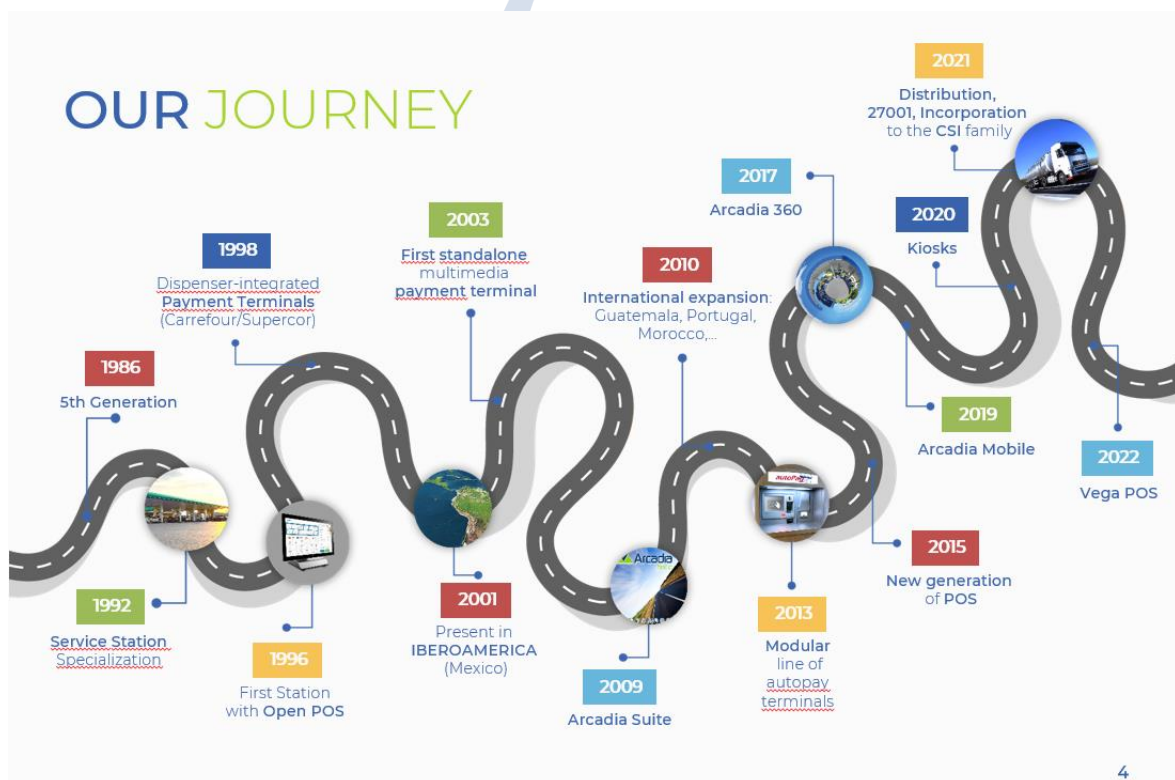 OUR JOURNEY
1986
5th Generation
1992
Service Station
Specialization
1996
First Station
with Open POS
1998
Dispenser-integrated
Payment Terminals
(Carrefour/Supercor)
2001
Present in
IBEROAMERICA
(Mexico)
2003
First standalone
multimedia
payment terminal
2009
Arcadia Suite
Arcadia
2010
International expansion:
Guatemala, Portugal,
Morocco,...
2013
Modular
line of
autopay
terminals
2015
New generation
of POS
2017
Arcadia 360
2019
Arcadia Mobile
2020
Kiosks
2021
Distribution,
27001, Incorporation
to the CSI family
2022
Vega POS
4